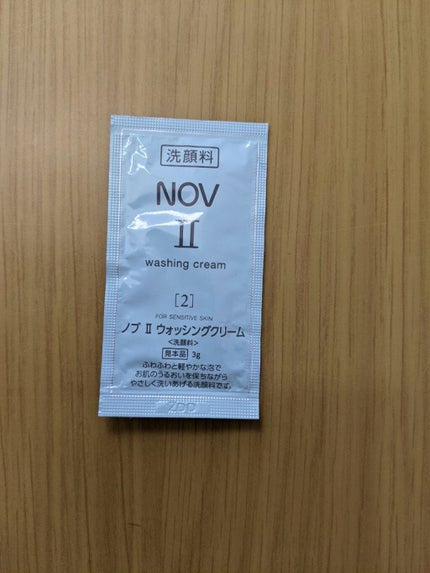 洗顔料
NOV
II
washing cream
[2]
FOR SENSITIVE SKIN
ノブ II ウォッシングクリーム
<洗顔料>
見本品 3g
ふわふわと軽やかな泡で
お肌のうるおいを保ちながら
やさしく洗いあげる洗顔料です。